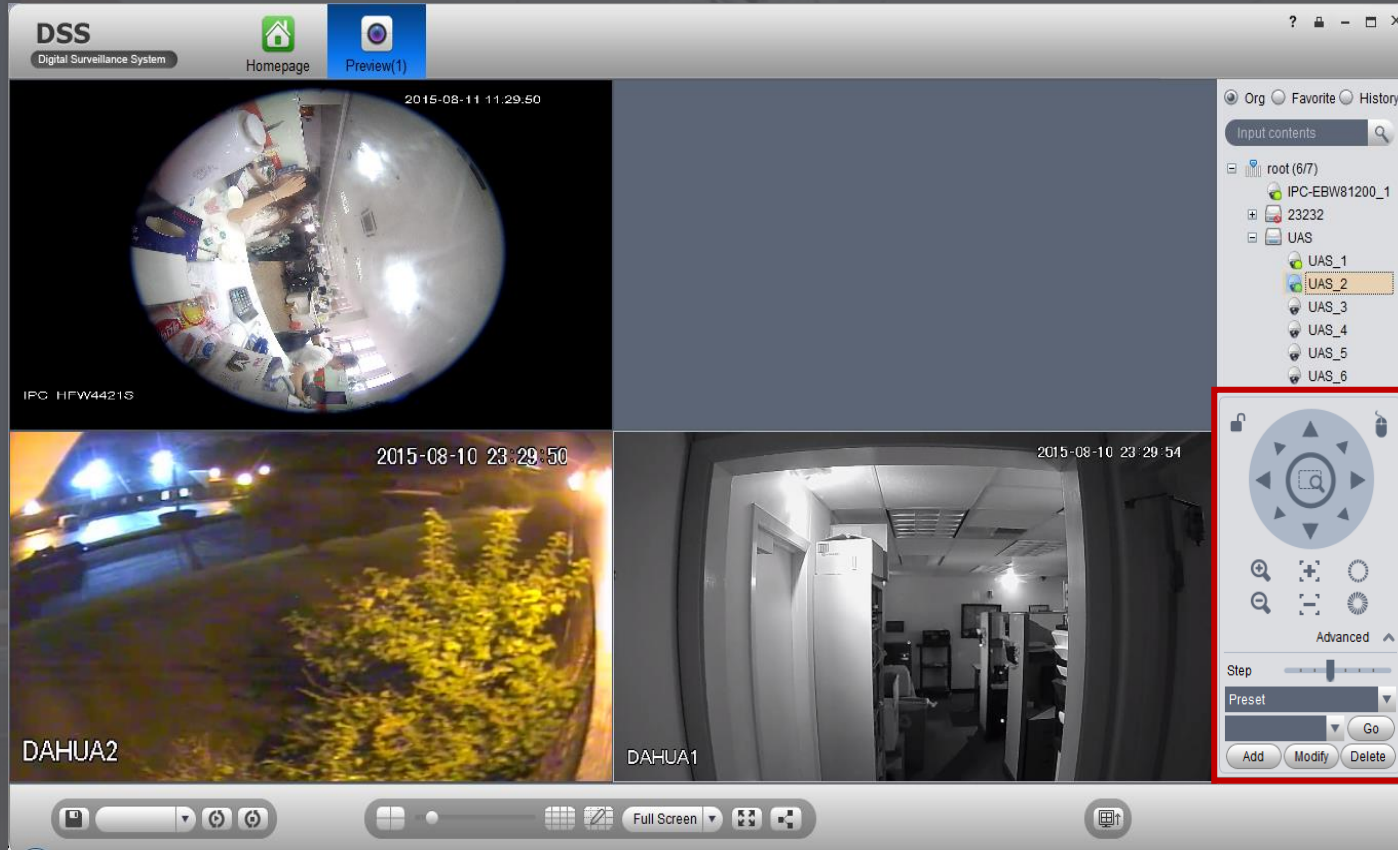 DSS
Digital Surveillance System
Homepage
Preview(1)
?
2015-08-11 11:29:50
IPC HFW4421S
2015-08-10 23:29:50
DAHUA2
2015-08-10 23:29:54
DAHUA1
Org Favorite History
Input contents
root (6/7)
IPC-EBW81200_1
23232
UAS
UAS_1
UAS_2
UAS_3
UAS_4
UAS_5
UAS_6
Advanced
Step
Preset
Go
Add Modify Delete
Full Screen